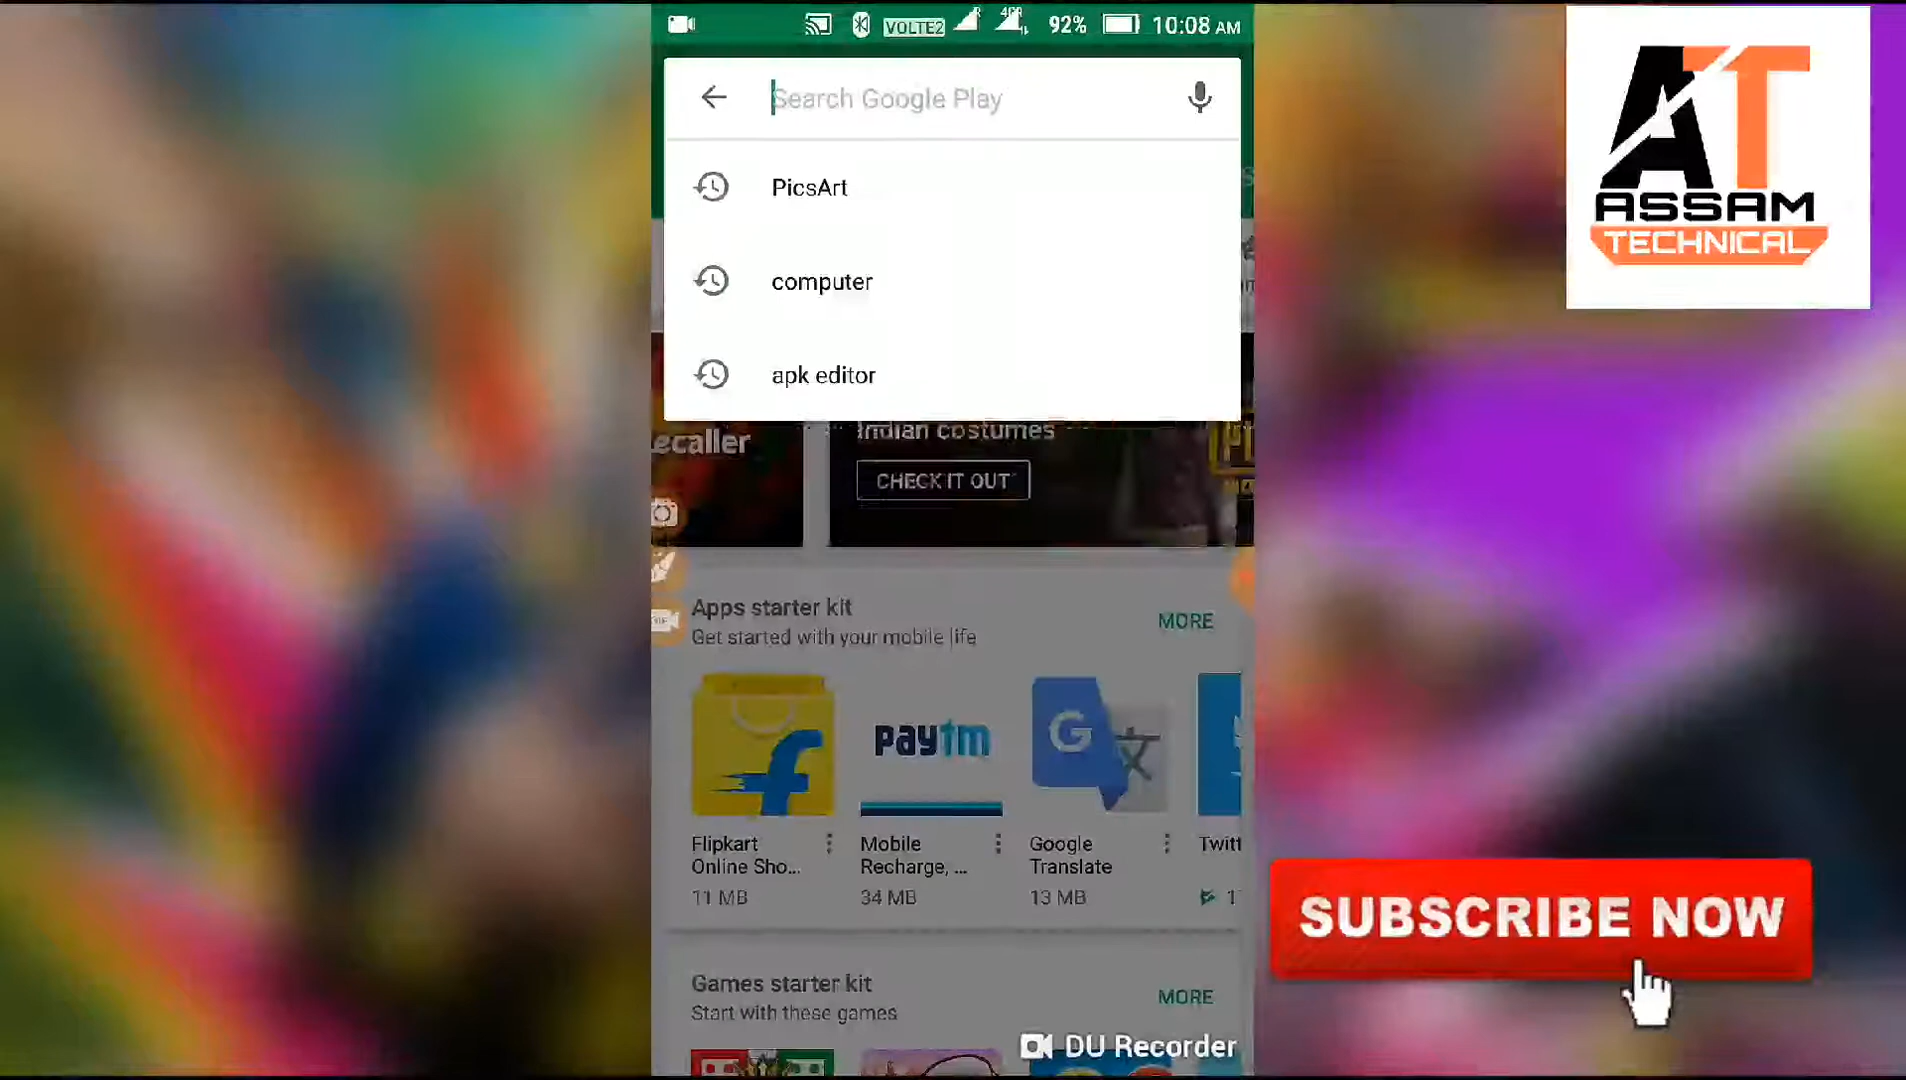 VOLTE2 R 4GR 92% 10:08 AM
Search Google Play
PicsArt
computer
apk editor
ecaller
Indian costumes
CHECK IT OUT
Apps starter kit
MORE
Get started with your mobile life
paytm
Flipkart Online Sho...
11 MB
Mobile Recharge, ...
34 MB
Google Translate
13 MB
Twitt
Games starter kit
MORE
Start with these games
DU Recorder
AT
ASSAM
TECHNICAL
SUBSCRIBE NOW